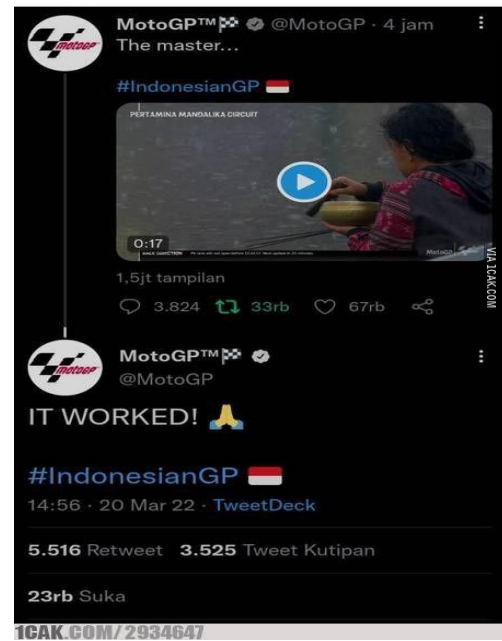 MotoGP™🏁 @MotoGP · 4 jam
The master...
#IndonesianGP 🇮🇩
PERTAMINA MANDALIKA CIRCUIT
0:17
MotoGP
1,5jt tampilan
3.824 33rb 67rb
VIA 1CAK.COM
MotoGP™🏁
@MotoGP
IT WORKED! 🙏
#IndonesianGP 🇮🇩
14:56 · 20 Mar 22 · TweetDeck
5.516 Retweet 3.525 Tweet Kutipan
23rb Suka
1CAK.COM/2934647